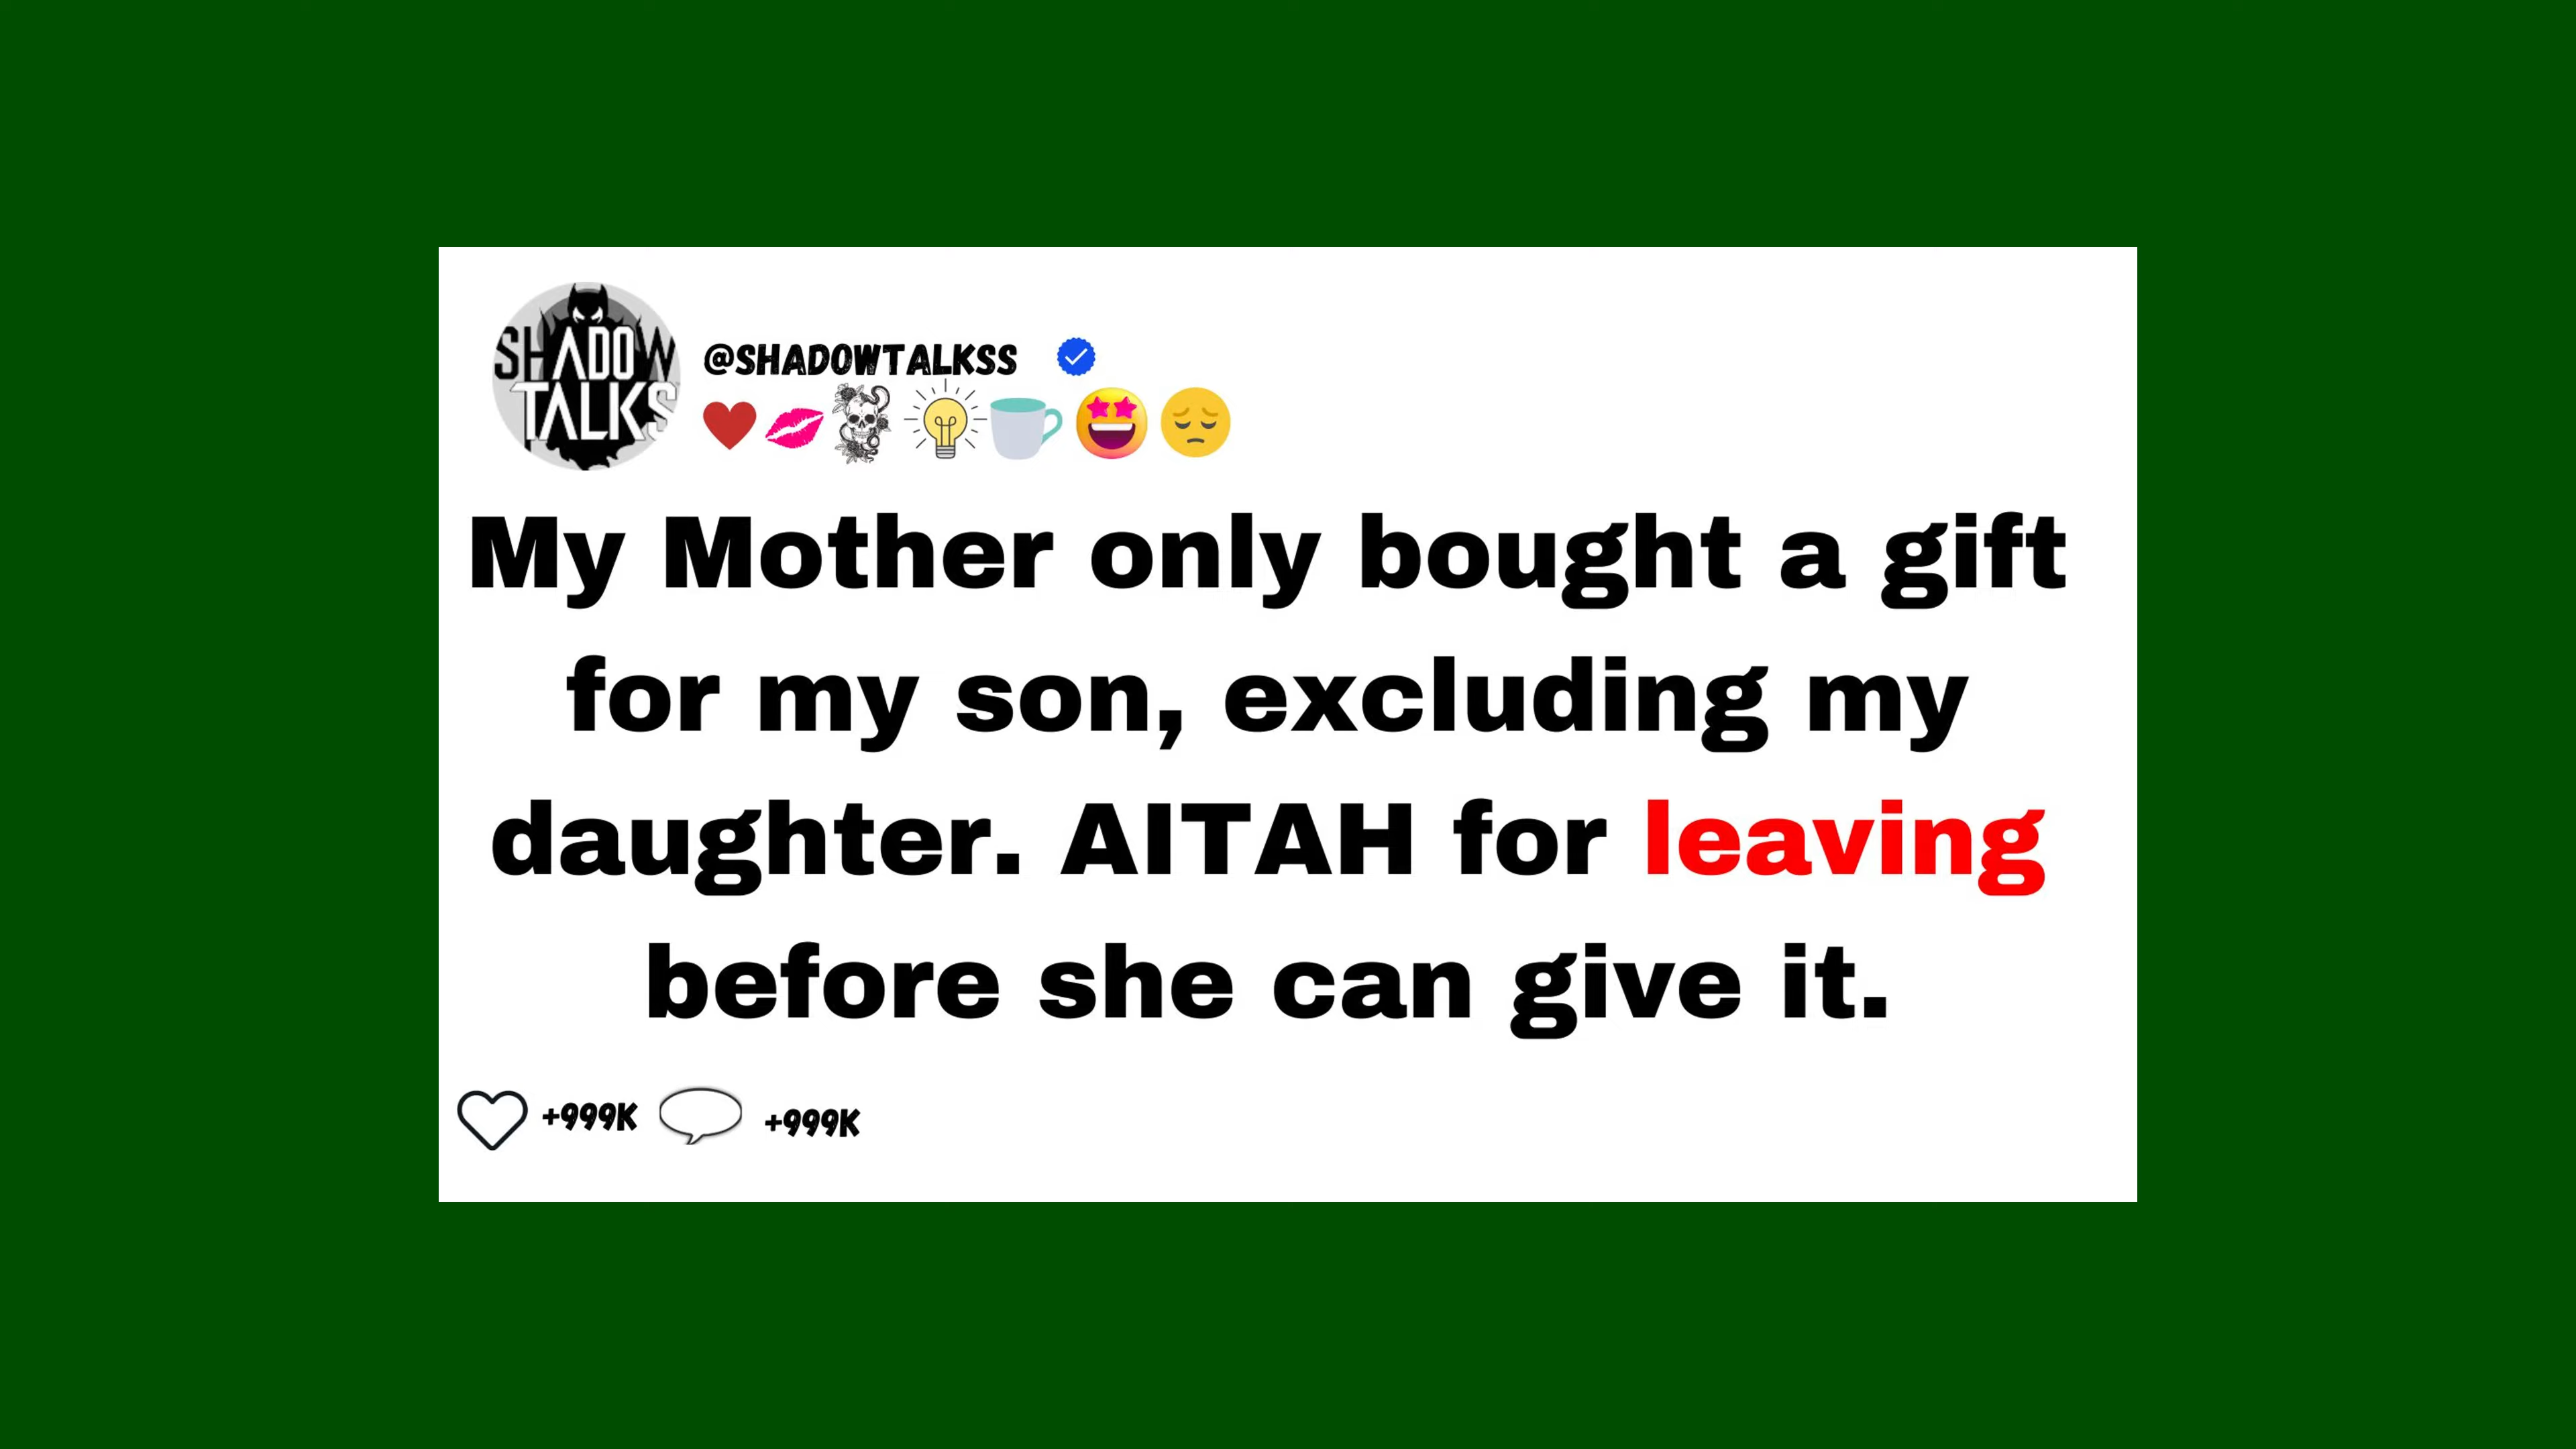 SHADOW
TALKS
@SHADOWTALKSS
My Mother only bought a gift
for my son, excluding my
daughter. AITAH for leaving
before she can give it.
+999K +999K